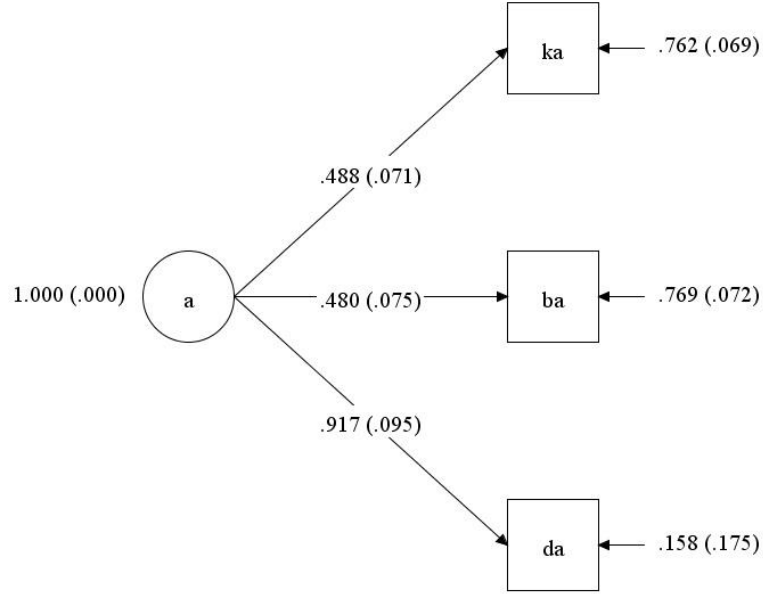 ka
.762 (.069)
.488 (.071)
1.000 (.000)
a
.480 (.075)
ba
.769 (.072)
.917 (.095)
da
.158 (.175)